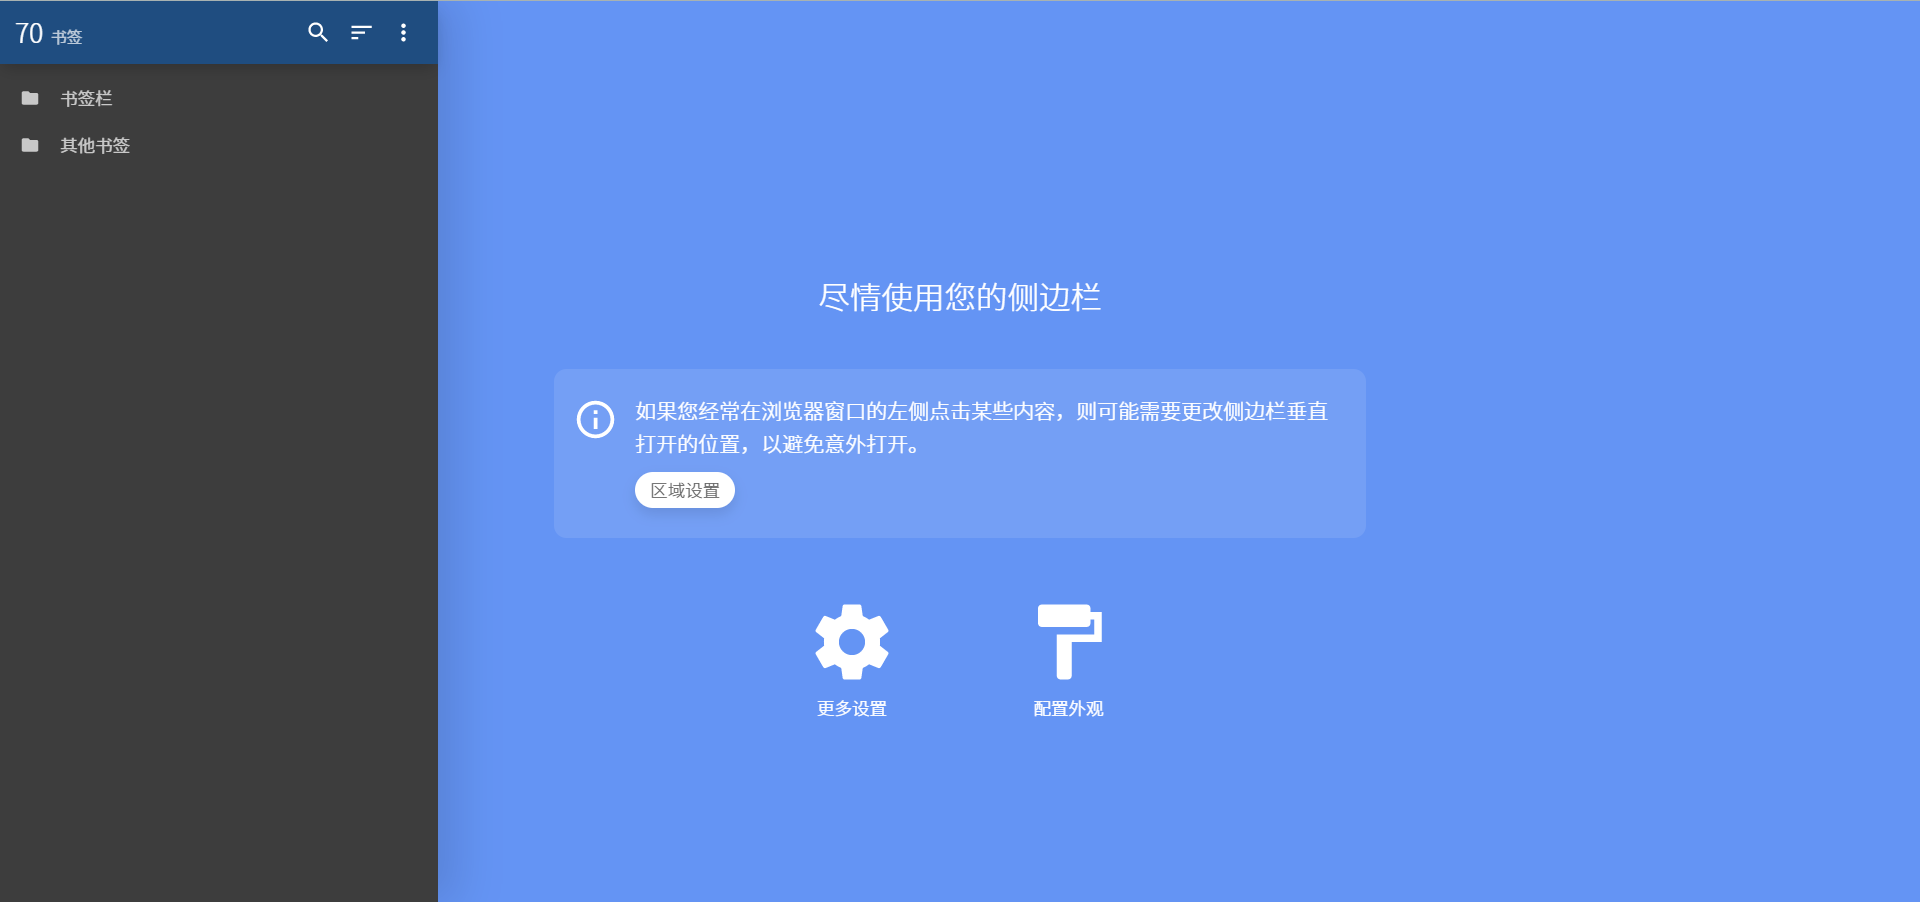 70 书签
书签栏
其他书签
尽情使用您的侧边栏
如果您经常在浏览器窗口的左侧点击某些内容，则可能需要更改侧边栏垂直
打开的位置，以避免意外打开。
区域设置
更多设置
配置外观